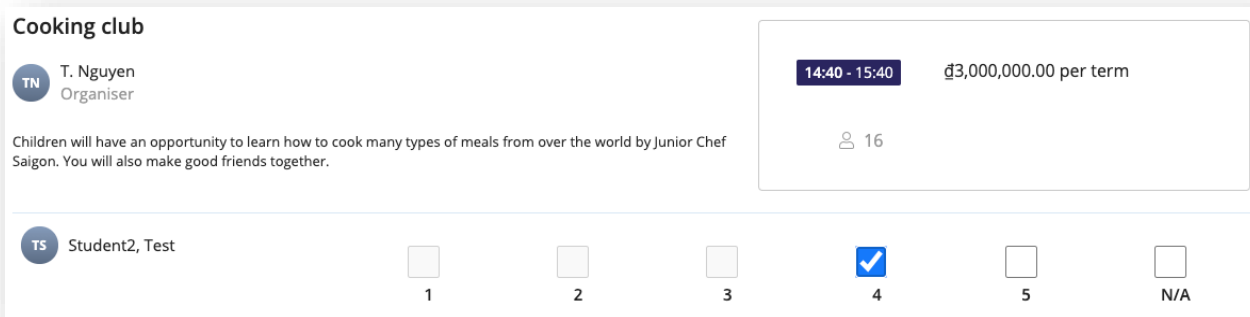 Cooking club
TN
T. Nguyen
Organiser
Children will have an opportunity to learn how to cook many types of meals from over the world by Junior Chef
Saigon. You will also make good friends together.
14:40 - 15:40
₫3,000,000.00 per term
16
TS
Student2, Test
1
2
3
4
5
N/A